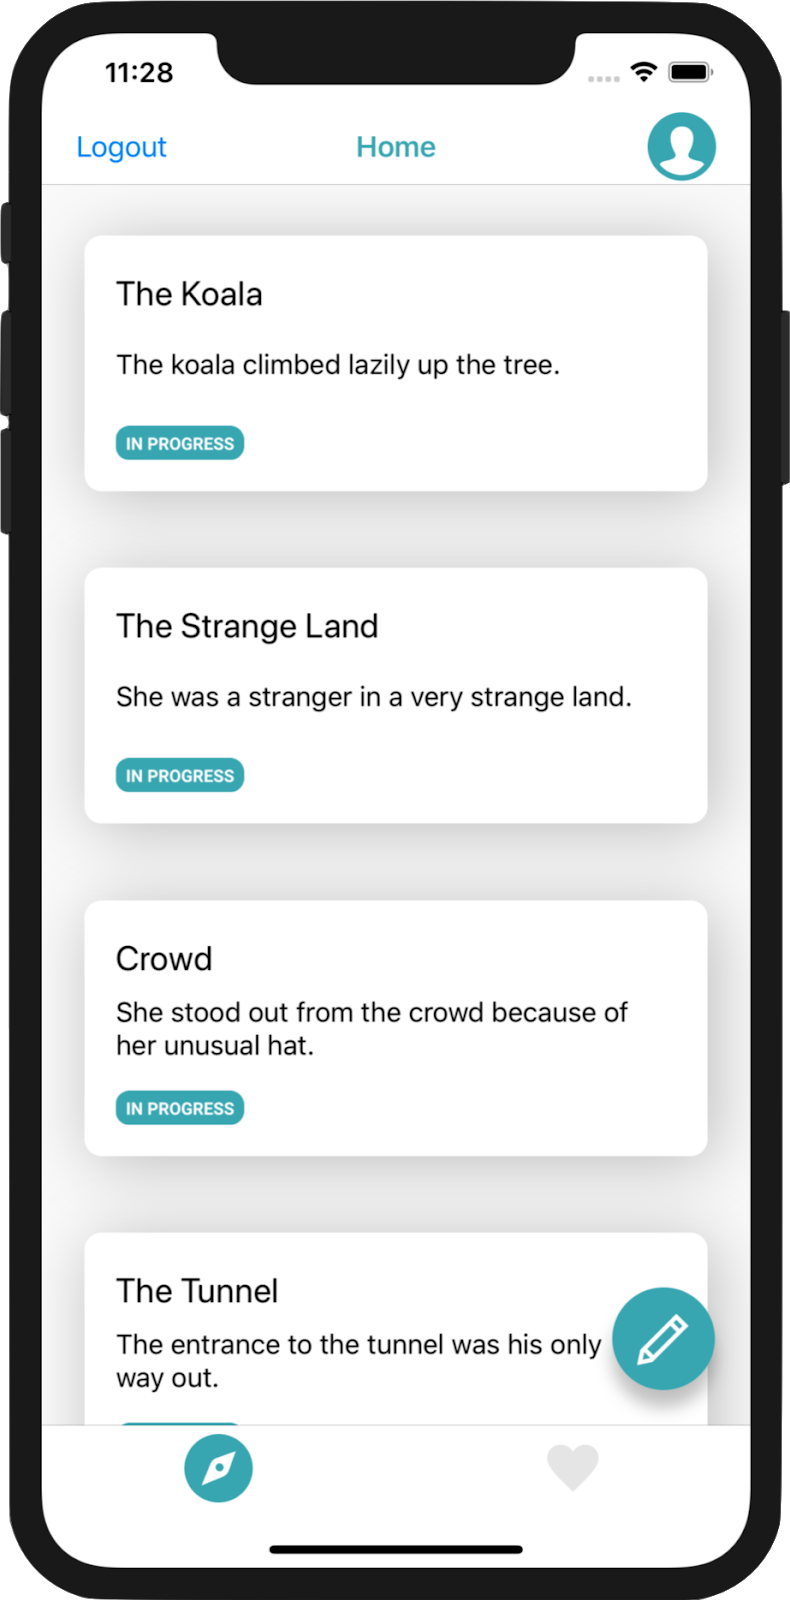 11:28
Logout
Home
The Koala
The koala climbed lazily up the tree.
IN PROGRESS
The Strange Land
She was a stranger in a very strange land.
IN PROGRESS
Crowd
She stood out from the crowd because of
her unusual hat.
IN PROGRESS
The Tunnel
The entrance to the tunnel was his only
way out.